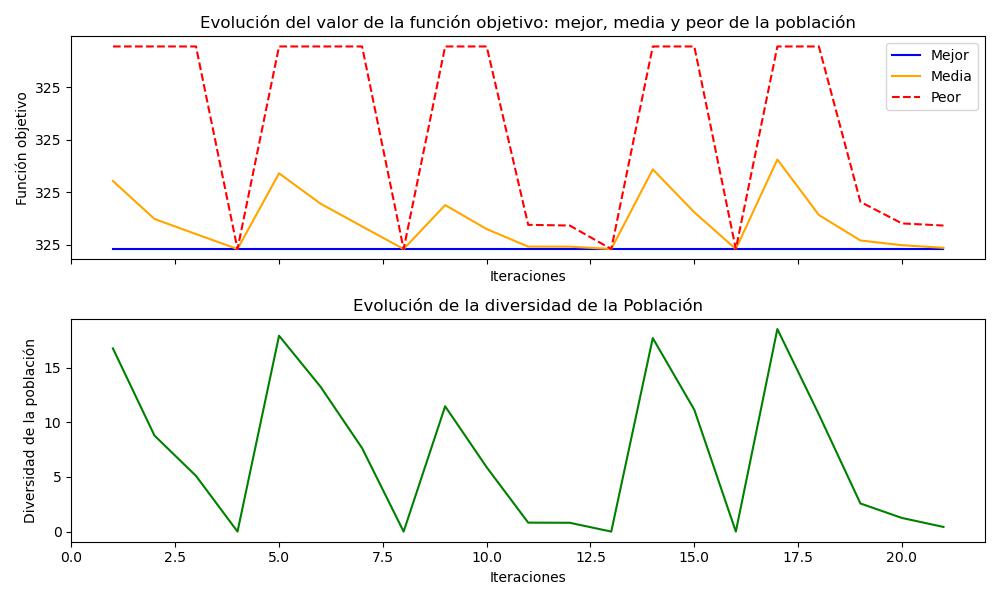 Evolución del valor de la función objetivo: mejor, media y peor de la población
Función objetivo
325
325
325
325
Mejor
Media
Peor
Iteraciones
Evolución de la diversidad de la Población
Diversidad de la población
15
10
5
0
0.0 2.5 5.0 7.5 10.0 12.5 15.0 17.5 20.0
Iteraciones